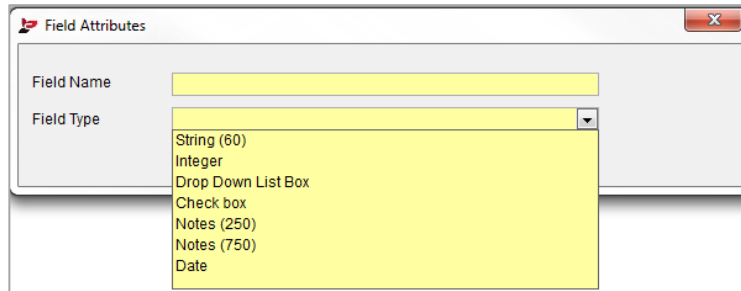 Field Attributes
Field Name
Field Type
String (60)
Integer
Drop Down List Box
Check box
Notes (250)
Notes (750)
Date